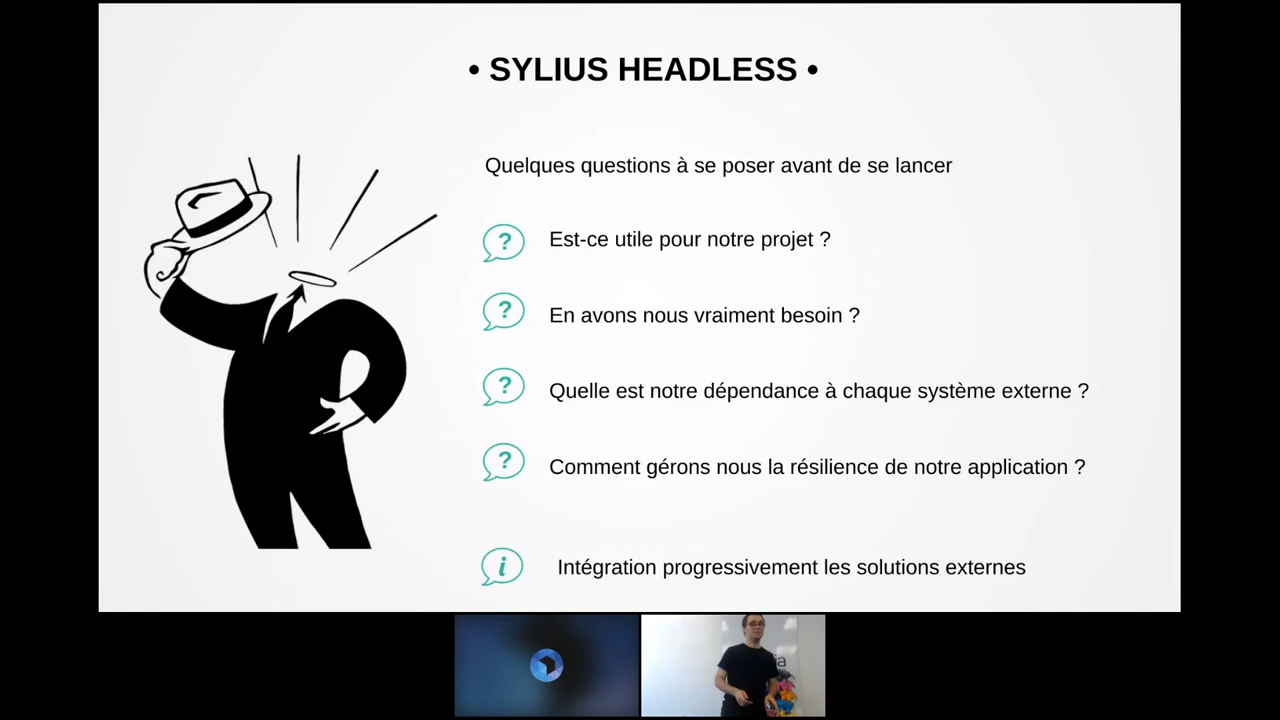 • SYLIUS HEADLESS •
Quelques questions à se poser avant de se lancer
? Est-ce utile pour notre projet ?
? En avons nous vraiment besoin ?
? Quelle est notre dépendance à chaque système externe ?
? Comment gérons nous la résilience de notre application ?
i Intégration progressivement les solutions externes